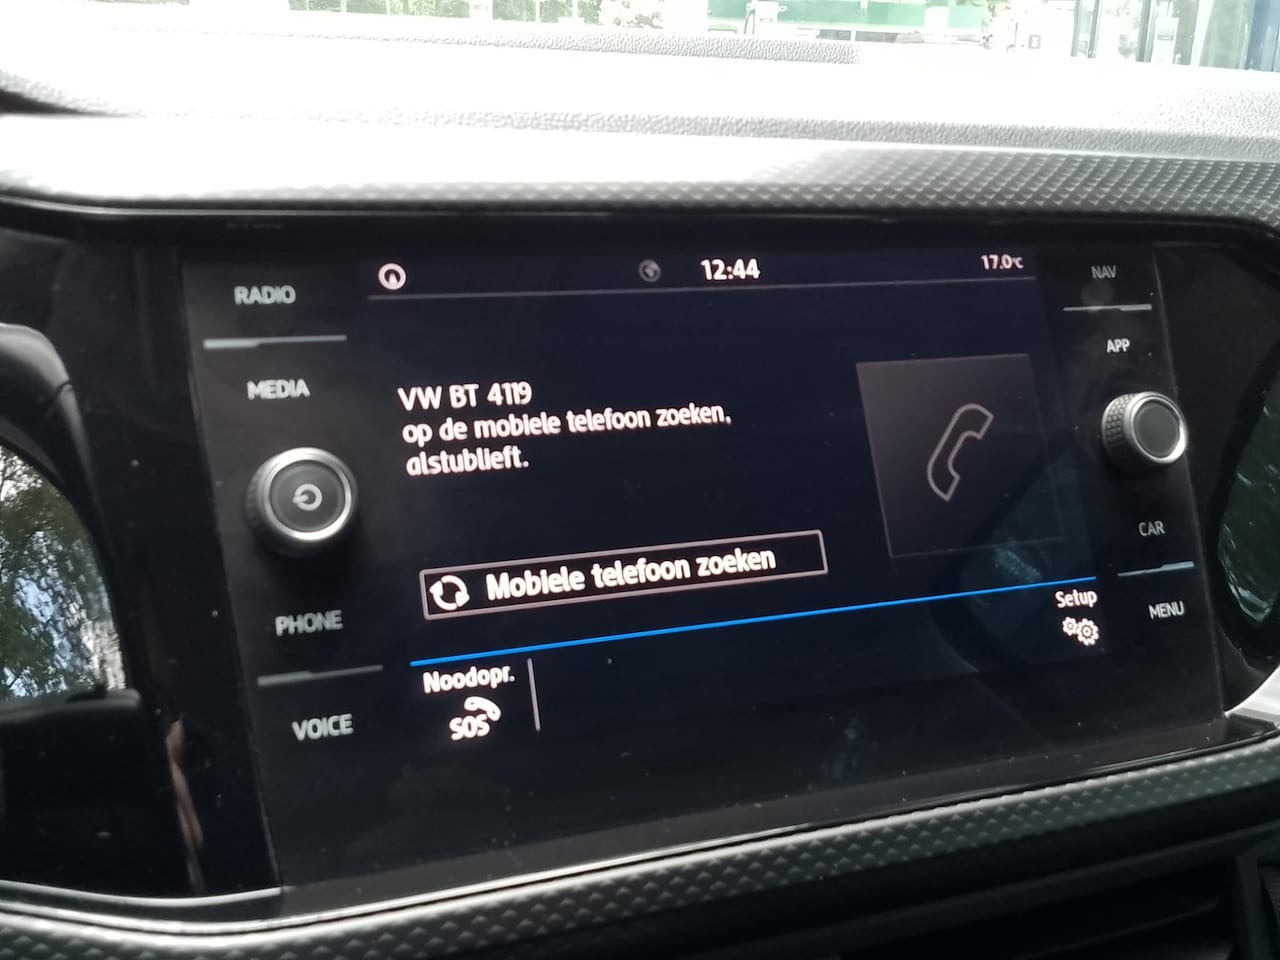 12:44
17.0°C
RADIO
MEDIA
PHONE
VOICE
NAV
APP
CAR
MENU
VW BT 4119
op de mobiele telefoon zoeken,
alstublieft.
Mobiele telefoon zoeken
Noodopr.
SOS
Setup